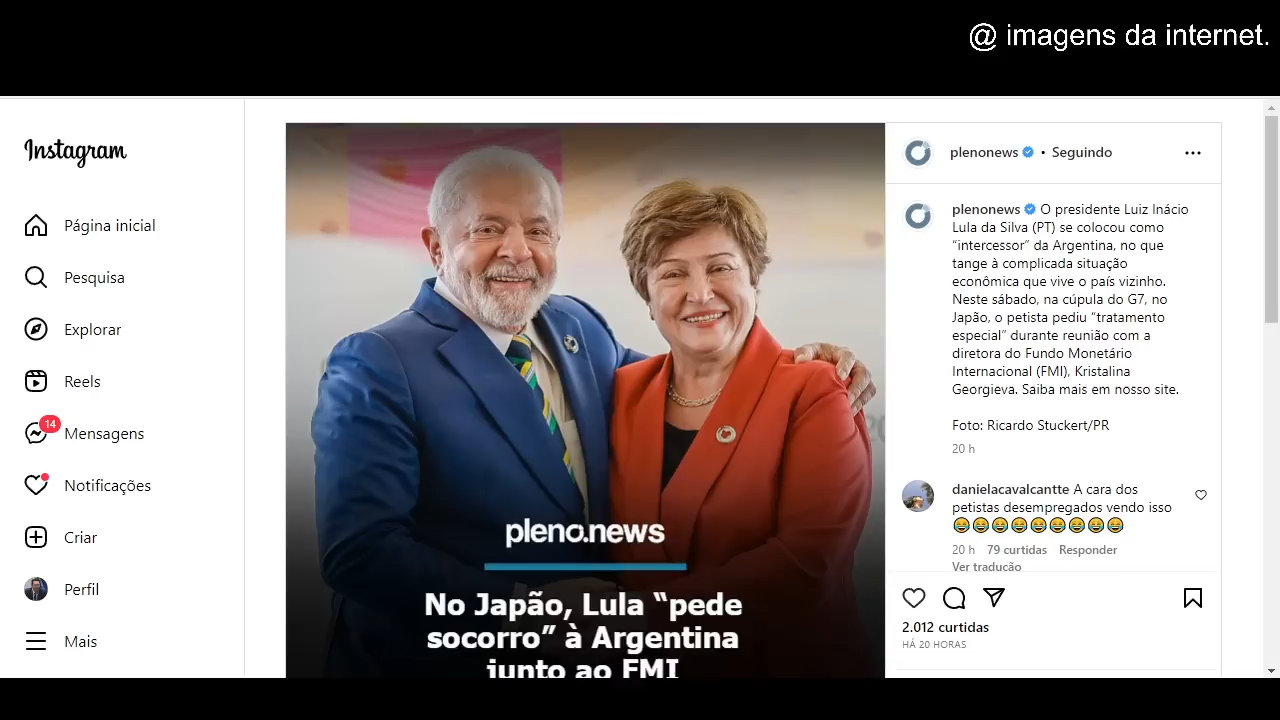 @ imagens da internet.
Instagram
Página inicial
Pesquisa
Explorar
Reels
14
Mensagens
Notificações
Criar
Perfil
Mais
pleno.news
No Japão, Lula “pede
socorro” à Argentina
junto ao FMI
plenonews • Seguindo
plenonews O presidente Luiz Inácio
Lula da Silva (PT) se colocou como
“intercessor” da Argentina, no que
tange à complicada situação
econômica que vive o país vizinho.
Neste sábado, na cúpula do G7, no
Japão, o petista pediu “tratamento
especial” durante reunião com a
diretora do Fundo Monetário
Internacional (FMI), Kristalina
Georgieva. Saiba mais em nosso site.
Foto: Ricardo Stuckert/PR
20 h
danielacavalcantte A cara dos
petistas desempregados vendo isso
😂😂😂😂😂😂😂😂😂
20 h 79 curtidas Responder
Ver tradução
2.012 curtidas
HÁ 20 HORAS